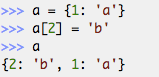 >>> a = {1: 'a'}
>>> a[2] = 'b'
>>> a
{2: 'b', 1: 'a'}